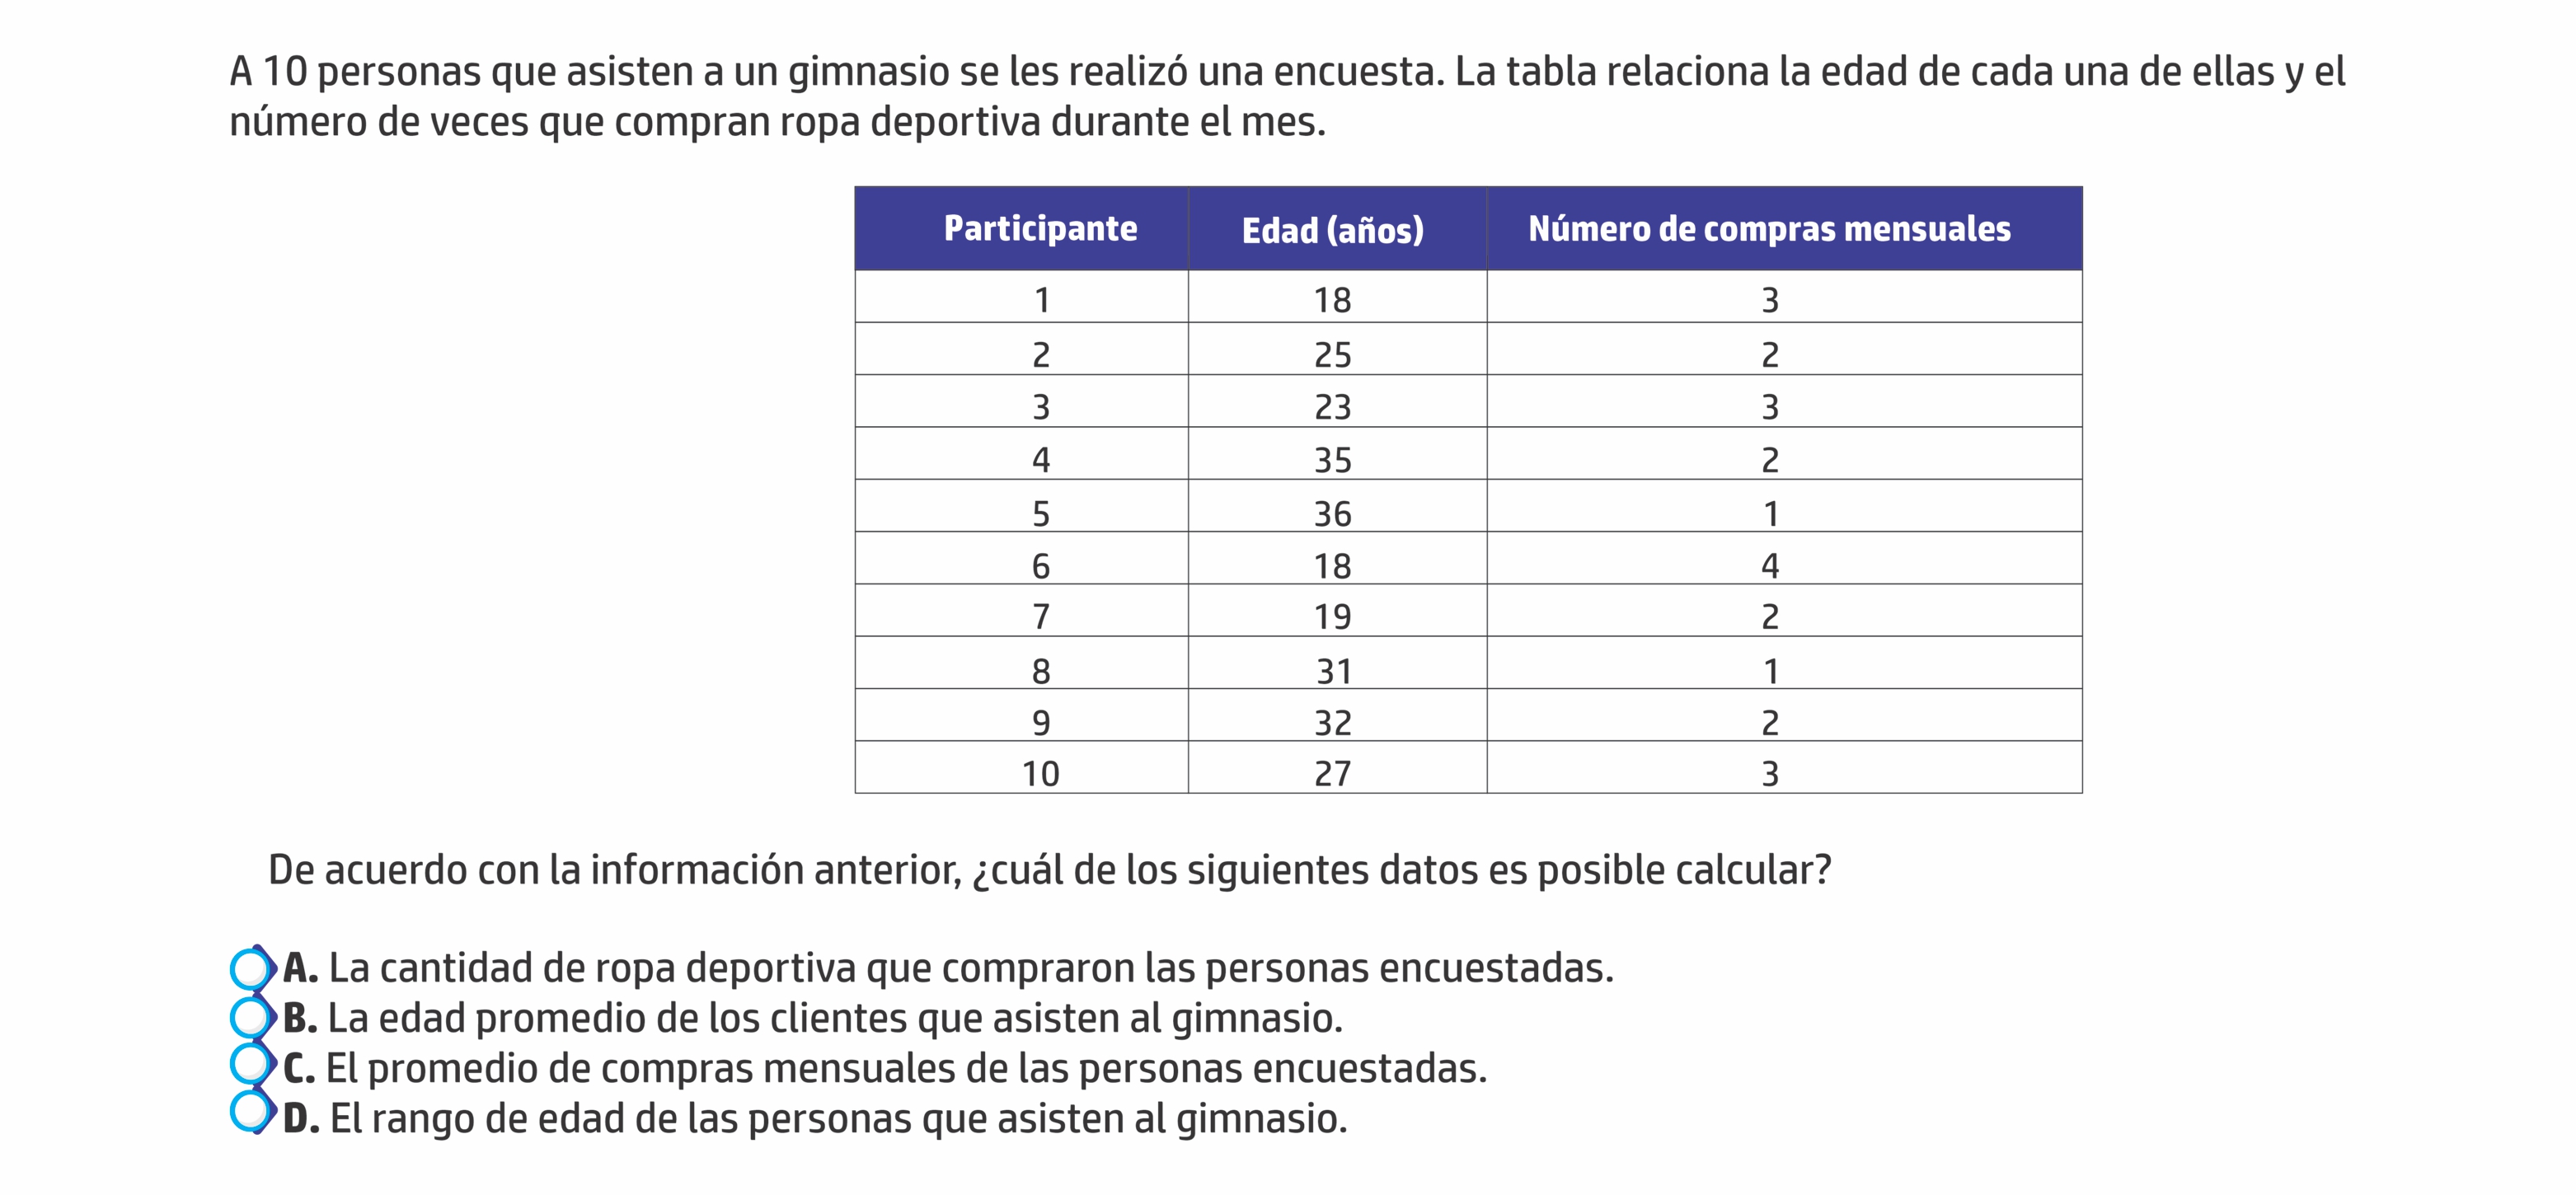 A 10 personas que asisten a un gimnasio se les realizó una encuesta. La tabla relaciona la edad de cada una de ellas y el
número de veces que compran ropa deportiva durante el mes.
Participante Edad (años) Número de compras mensuales
1 18 3
2 25 2
3 23 3
4 35 2
5 36 1
6 18 4
7 19 2
8 31 1
9 32 2
10 27 3
De acuerdo con la información anterior, ¿cuál de los siguientes datos es posible calcular?
A. La cantidad de ropa deportiva que compraron las personas encuestadas.
B. La edad promedio de los clientes que asisten al gimnasio.
C. El promedio de compras mensuales de las personas encuestadas.
D. El rango de edad de las personas que asisten al gimnasio.